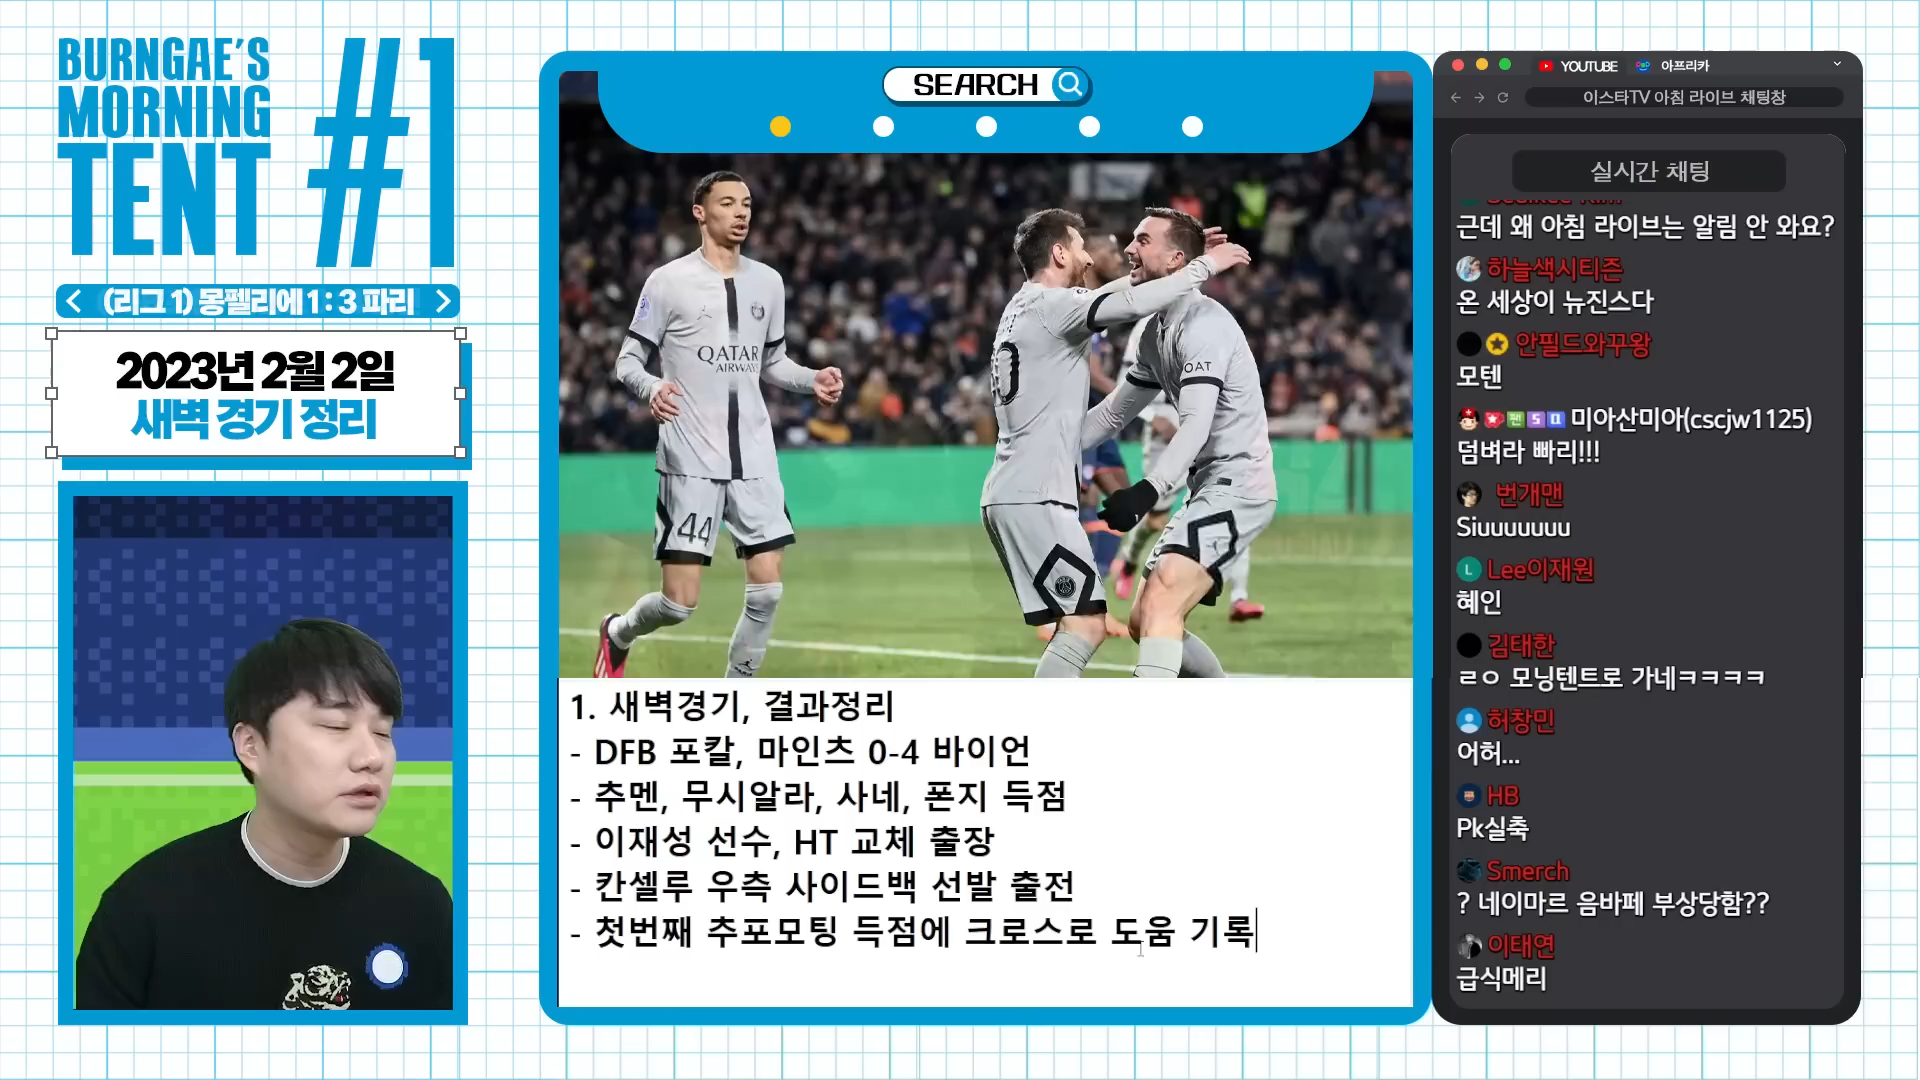 BURNGAE'S
MORNING
TENT
#1
(리그 1) 몽펠리에 1 : 3 파리
2023년 2월 2일
새벽 경기 정리
SEARCH
QATAR
AIRWAYS
44
OAT
1. 새벽경기, 결과정리
- DFB 포칼, 마인츠 0-4 바이언
- 추멘, 무시알라, 사네, 폰지 득점
- 이재성 선수, HT 교체 출장
- 칸셀루 우측 사이드백 선발 출전
- 첫번째 추포모팅 득점에 크로스로 도움 기록
YOUTUBE
아프리카
이스타TV 아침 라이브 채팅창
실시간 채팅
근데 왜 아침 라이브는 알림 안 와요?
하늘색시티즌
온 세상이 뉴진스다
안필드와꾸왕
모텐
팬 5 미아산미아(cscjw1125)
덤벼라 빠리!!!
번개맨
Siuuuuuuu
L Lee이재원
혜인
김태한
ㄹㅇ 모닝텐트로 가네ㅋㅋㅋㅋ
허창민
어허...
HB
Pk실축
Smerch
? 네이마르 음바페 부상당함??
이태연
급식메리